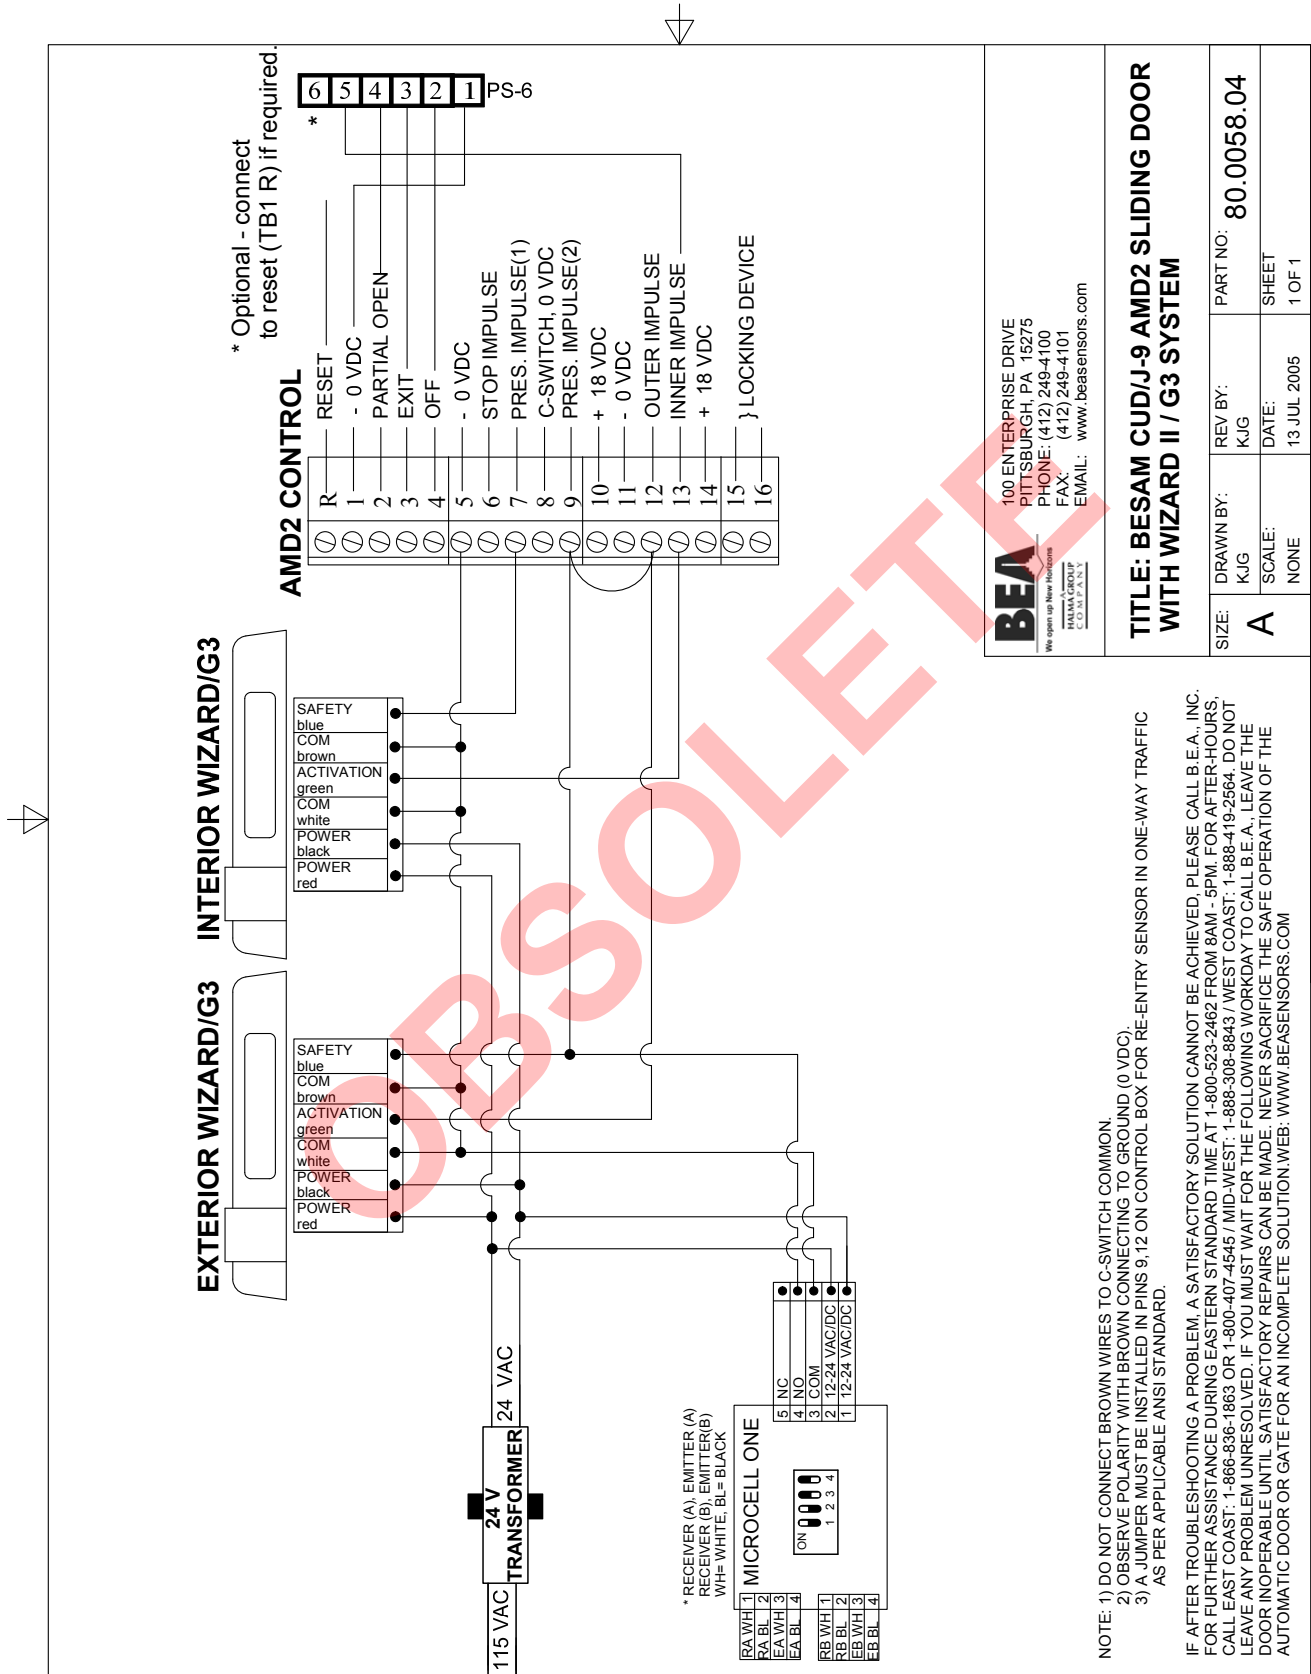 * Optional - connect
to reset (TB1 R) if required.
6
5
4
3
2
1
PS-6
*
AMD2 CONTROL
R RESET
1 - 0 VDC
2 PARTIAL OPEN
3 EXIT
4 OFF
5 - 0 VDC
6 STOP IMPULSE
7 PRES. IMPULSE(1)
8 C-SWITCH, 0 VDC
9 PRES. IMPULSE(2)
10 + 18 VDC
11 - 0 VDC
12 OUTER IMPULSE
13 INNER IMPULSE
14 + 18 VDC
15 } LOCKING DEVICE
16
INTERIOR WIZARD/G3
SAFETY
blue
COM
brown
ACTIVATION
green
COM
white
POWER
black
POWER
red
EXTERIOR WIZARD/G3
SAFETY
blue
COM
brown
ACTIVATION
green
COM
white
POWER
black
POWER
red
115 VAC
24 V
TRANSFORMER
24 VAC
* RECEIVER (A), EMITTER (A)
RECEIVER (B), EMITTER(B)
WH= WHITE, BL= BLACK
MICROCELL ONE
RA WH 1
RA BL 2
EA WH 3
EA BL 4
RB WH 1
RB BL 2
EB WH 3
EB BL 4
ON
1 2 3 4
5 NC
4 NO
3 COM
2 12-24 VAC/DC
1 12-24 VAC/DC
NOTE: 1) DO NOT CONNECT BROWN WIRES TO C-SWITCH COMMON.
2) OBSERVE POLARITY WITH BROWN CONNECTING TO GROUND (0 VDC).
3) A JUMPER MUST BE INSTALLED IN PINS 9,12 ON CONTROL BOX FOR RE-ENTRY SENSOR IN ONE-WAY TRAFFIC
AS PER APPLICABLE ANSI STANDARD.
IF AFTER TROUBLESHOOTING A PROBLEM, A SATISFACTORY SOLUTION CANNOT BE ACHIEVED, PLEASE CALL B.E.A., INC.
FOR FURTHER ASSISTANCE DURING EASTERN STANDARD TIME AT 1-800-523-2462 FROM 8AM - 5PM. FOR AFTER-HOURS,
CALL EAST COAST: 1-866-836-1863 OR 1-800-407-4545 / MID-WEST: 1-888-308-8843 / WEST COAST: 1-888-419-2564. DO NOT
LEAVE ANY PROBLEM UNRESOLVED. IF YOU MUST WAIT FOR THE FOLLOWING WORKDAY TO CALL B.E.A., LEAVE THE
DOOR INOPERABLE UNTIL SATISFACTORY REPAIRS CAN BE MADE. NEVER SACRIFICE THE SAFE OPERATION OF THE
AUTOMATIC DOOR OR GATE FOR AN INCOMPLETE SOLUTION.WEB: WWW.BEASENSORS.COM
BEA
We open up New Horizons
A
HALMA GROUP
COMPANY
100 ENTERPRISE DRIVE
PITTSBURGH, PA 15275
PHONE: (412) 249-4100
FAX: (412) 249-4101
EMAIL: www.beasensors.com
TITLE: BESAM CUD/J-9 AMD2 SLIDING DOOR
WITH WIZARD II / G3 SYSTEM
SIZE:
A
DRAWN BY:
KJG
REV BY:
KJG
PART NO:
80.0058.04
SCALE:
NONE
DATE:
13 JUL 2005
SHEET
1 OF 1
OBSOLETE